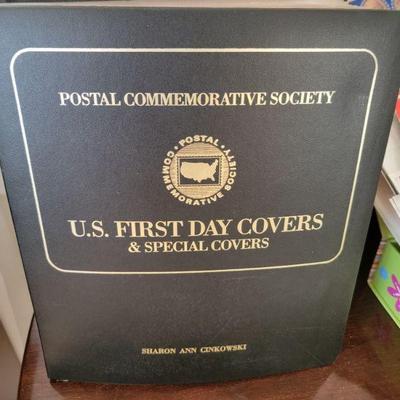 POSTAL COMMEMORATIVE SOCIETY
• POSTAL •
COMMEMORATIVE SOCIETY
U.S. FIRST DAY COVERS
& SPECIAL COVERS
SHARON ANN CINKOWSKI